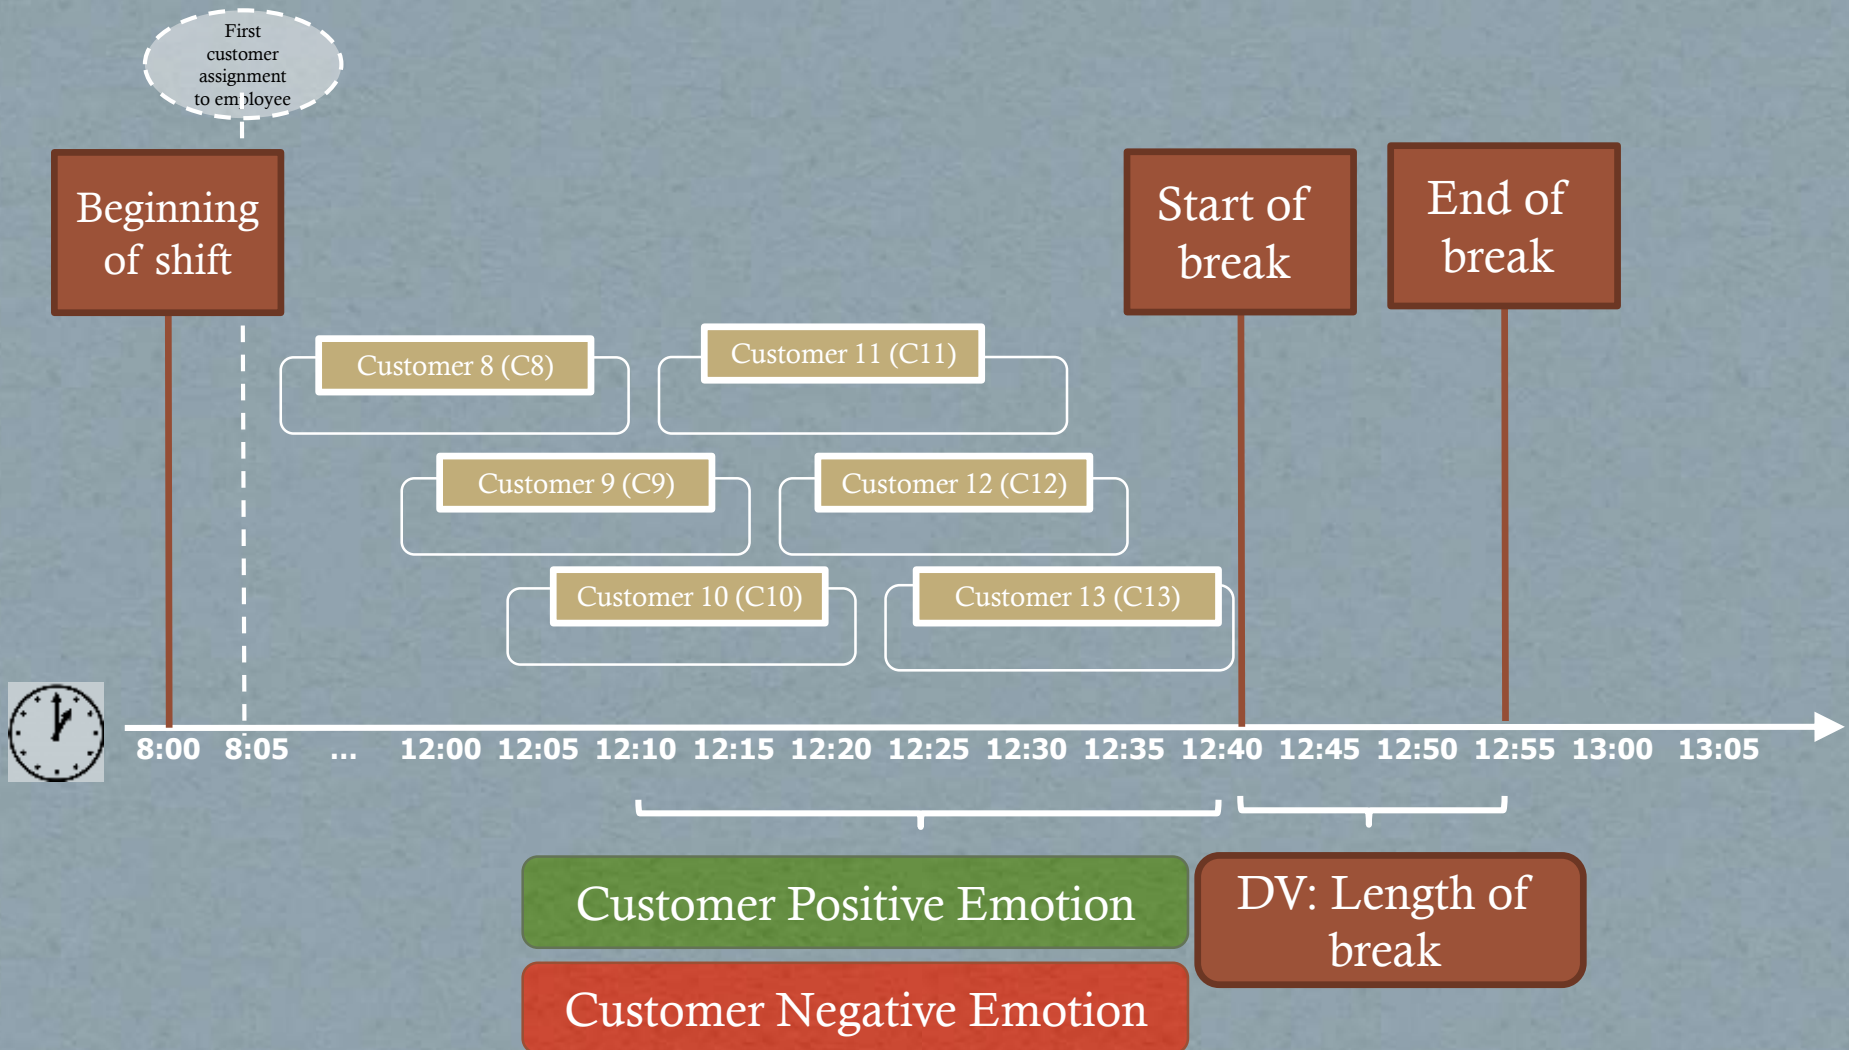 First
customer
assignment
to employee
Beginning
of shift
Start of
break
End of
break
Customer 8 (C8)
Customer 11 (C11)
Customer 9 (C9)
Customer 12 (C12)
Customer 10 (C10)
Customer 13 (C13)
8:00 8:05 ... 12:00 12:05 12:10 12:15 12:20 12:25 12:30 12:35 12:40 12:45 12:50 12:55 13:00 13:05
Customer Positive Emotion
DV: Length of
break
Customer Negative Emotion